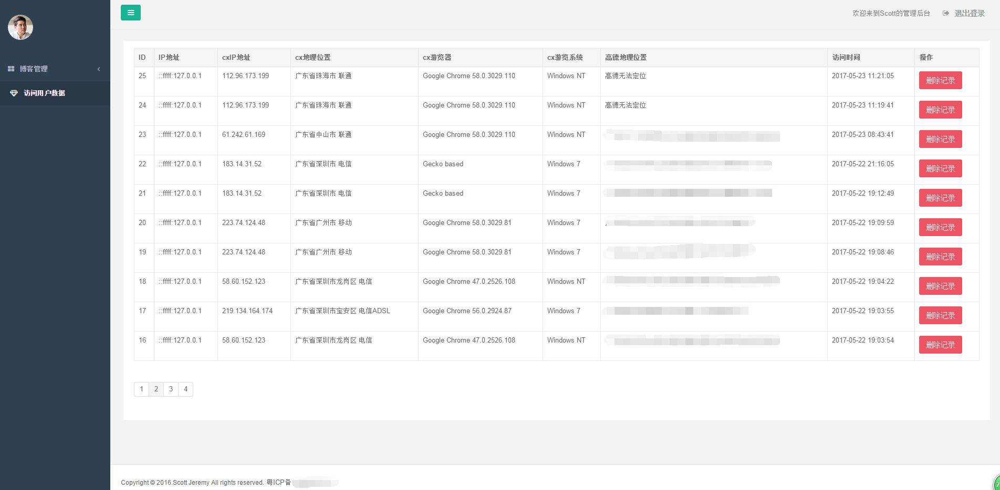 欢迎来到Scott的管理后台 退出登录
博客管理
访问用户数据
ID IP地址 cxIP地址 cx地理位置 cx游览器 cx游览系统 高德地理位置 访问时间 操作
25 ::ffff:127.0.0.1 112.96.173.199 广东省珠海市 联通 Google Chrome 58.0.3029.110 Windows NT 高德无法定位 2017-05-23 11:21:05 删除记录
24 ::ffff:127.0.0.1 112.96.173.199 广东省珠海市 联通 Google Chrome 58.0.3029.110 Windows NT 高德无法定位 2017-05-23 11:19:41 删除记录
23 ::ffff:127.0.0.1 61.242.61.169 广东省中山市 联通 Google Chrome 58.0.3029.110 Windows NT 2017-05-23 08:43:41 删除记录
22 ::ffff:127.0.0.1 183.14.31.52 广东省深圳市 电信 Gecko based Windows 7 2017-05-22 21:16:05 删除记录
21 ::ffff:127.0.0.1 183.14.31.52 广东省深圳市 电信 Gecko based Windows 7 2017-05-22 19:12:49 删除记录
20 ::ffff:127.0.0.1 223.74.124.48 广东省广州市 移动 Google Chrome 58.0.3029.81 Windows 7 2017-05-22 19:09:59 删除记录
19 ::ffff:127.0.0.1 223.74.124.48 广东省广州市 移动 Google Chrome 58.0.3029.81 Windows 7 2017-05-22 19:08:46 删除记录
18 ::ffff:127.0.0.1 58.60.152.123 广东省深圳市龙岗区 电信 Google Chrome 47.0.2526.108 Windows NT 2017-05-22 19:04:22 删除记录
17 ::ffff:127.0.0.1 219.134.164.174 广东省深圳市宝安区 电信ADSL Google Chrome 56.0.2924.87 Windows 7 2017-05-22 19:03:55 删除记录
16 ::ffff:127.0.0.1 58.60.152.123 广东省深圳市龙岗区 电信 Google Chrome 47.0.2526.108 Windows NT 2017-05-22 19:03:54 删除记录
1 2 3 4
Copyright © 2016.Scott Jeremy All rights reserved. 粤ICP备